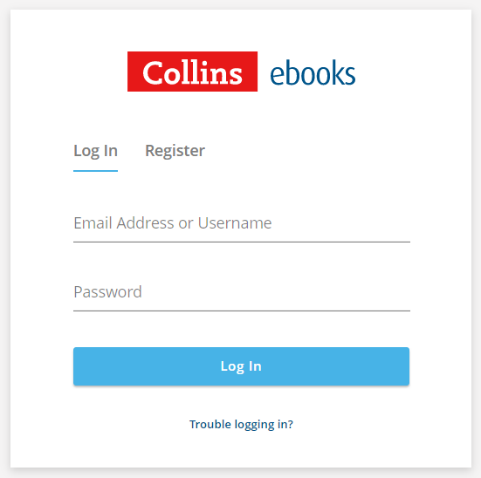 Collins ebooks
Log In Register
Email Address or Username
Password
Log In
Trouble logging in?